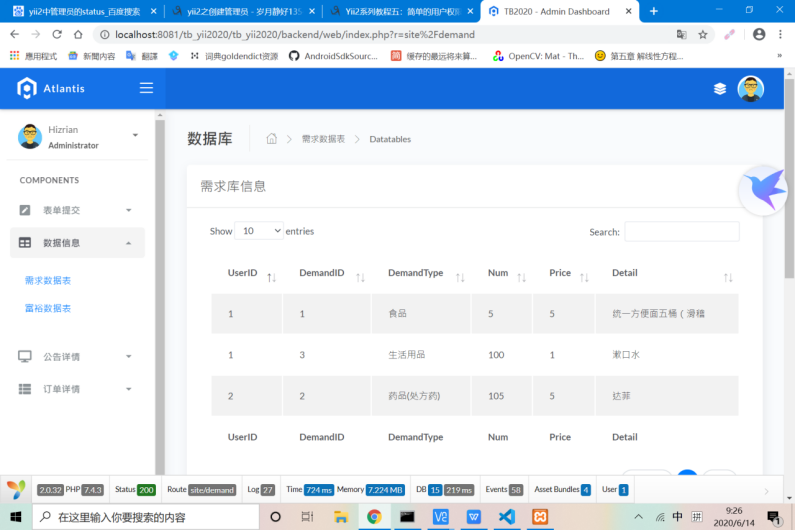 yii2中管理员的status_百度搜索
yii2之创建管理员 - 岁月静好135
Yii2系列教程五：简单的用户权限
TB2020 - Admin Dashboard
localhost:8081/tb_yii2020/tb_yii2020/backend/web/index.php?r=site%2Fdemand
應用程式
新聞内容
翻譯
词典goldendict资源
AndroidSdkSourc...
缓存的最远将来算...
OpenCV: Mat - Th...
第五章 解线性方程...
Atlantis
Hizrian
Administrator
COMPONENTS
表单提交
数据信息
需求数据表
富裕数据表
公告详情
订单详情
数据库
需求数据表
Datatables
需求库信息
Show 10 entries
Search:
UserID DemandID DemandType Num Price Detail
1 1 食品 5 5 统一方便面五桶（滑稽
1 3 生活用品 100 1 漱口水
2 2 药品(处方药) 105 5 达菲
UserID DemandID DemandType Num Price Detail
2.0.32 PHP 7.4.3 Status 200 Route site/demand Log 27 Time 724 ms Memory 7.224 MB DB 15 219 ms Events 58 Asset Bundles 4 User 1
在这里输入你要搜索的内容
中
拼
9:26
2020/6/14
1